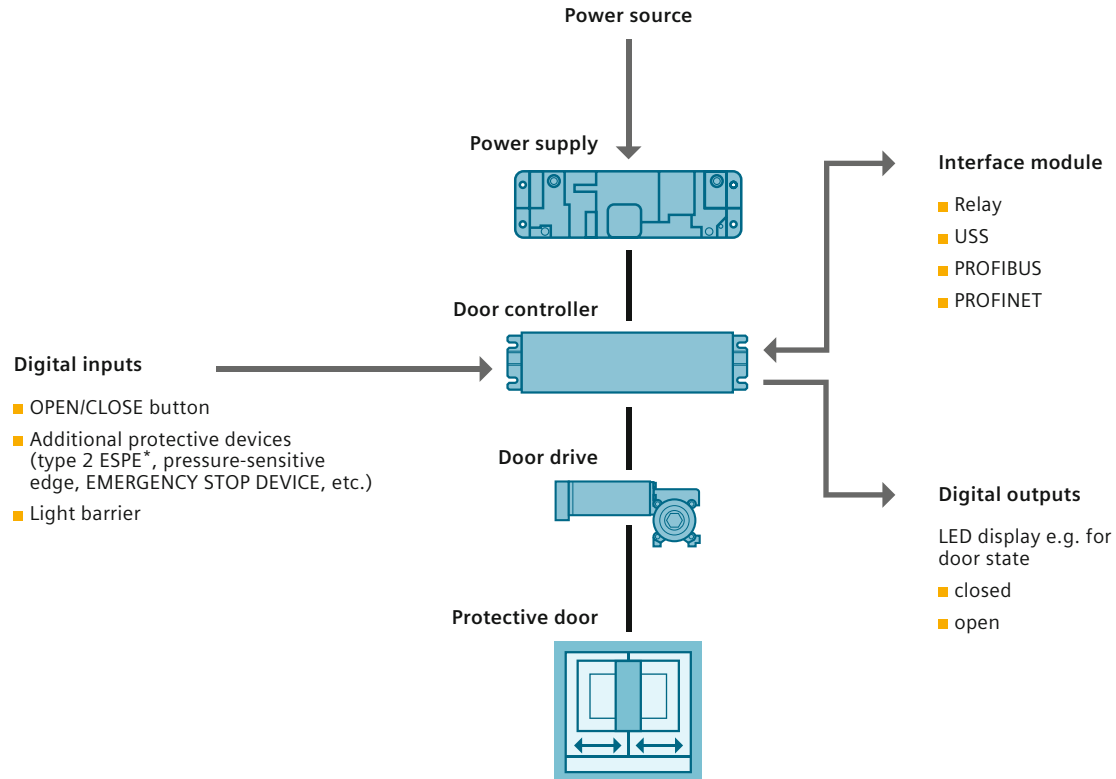 Power source
Power supply
Interface module
Relay
USS
PROFIBUS
PROFINET
Door controller
Digital inputs
OPEN/CLOSE button
Additional protective devices
(type 2 ESPE*, pressure-sensitive
edge, EMERGENCY STOP DEVICE, etc.)
Light barrier
Door drive
Digital outputs
LED display e.g. for
door state
closed
open
Protective door